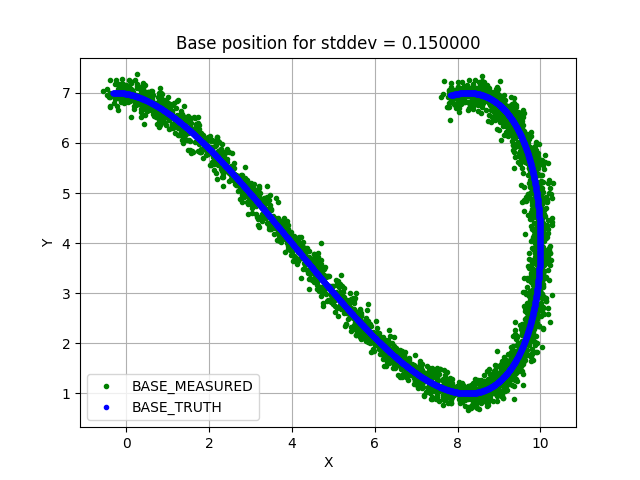 Base position for stddev = 0.150000
Y
7
6
5
4
3
2
1
BASE_MEASURED
BASE_TRUTH
0 2 4 6 8 10
X